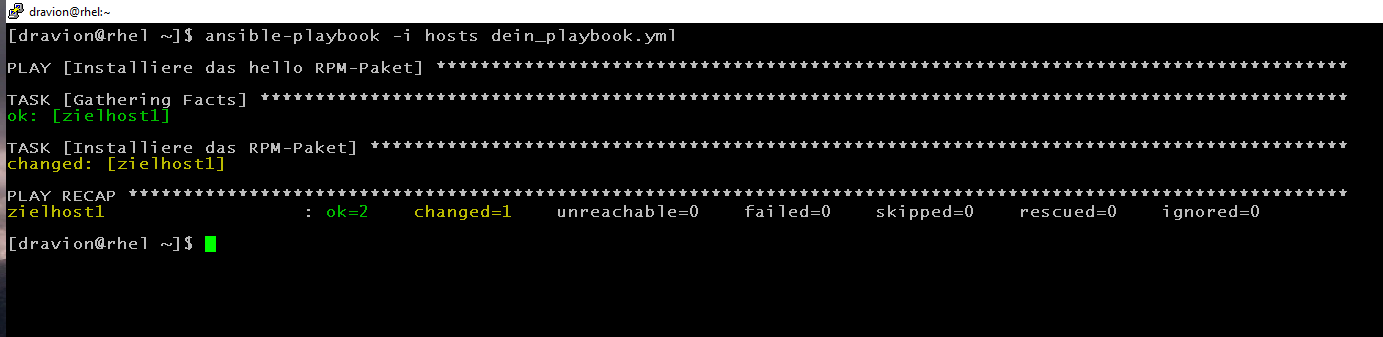 dravion@rhel:~
[dravion@rhel ~]$ ansible-playbook -i hosts dein_playbook.yml
PLAY [Installiere das hello RPM-Paket] ***********************************************************************************
TASK [Gathering Facts] ***************************************************************************************************
ok: [zielhost1]
TASK [Installiere das RPM-Paket] *****************************************************************************************
changed: [zielhost1]
PLAY RECAP ***************************************************************************************************************
zielhost1                  : ok=2    changed=1    unreachable=0    failed=0    skipped=0    rescued=0    ignored=0
[dravion@rhel ~]$